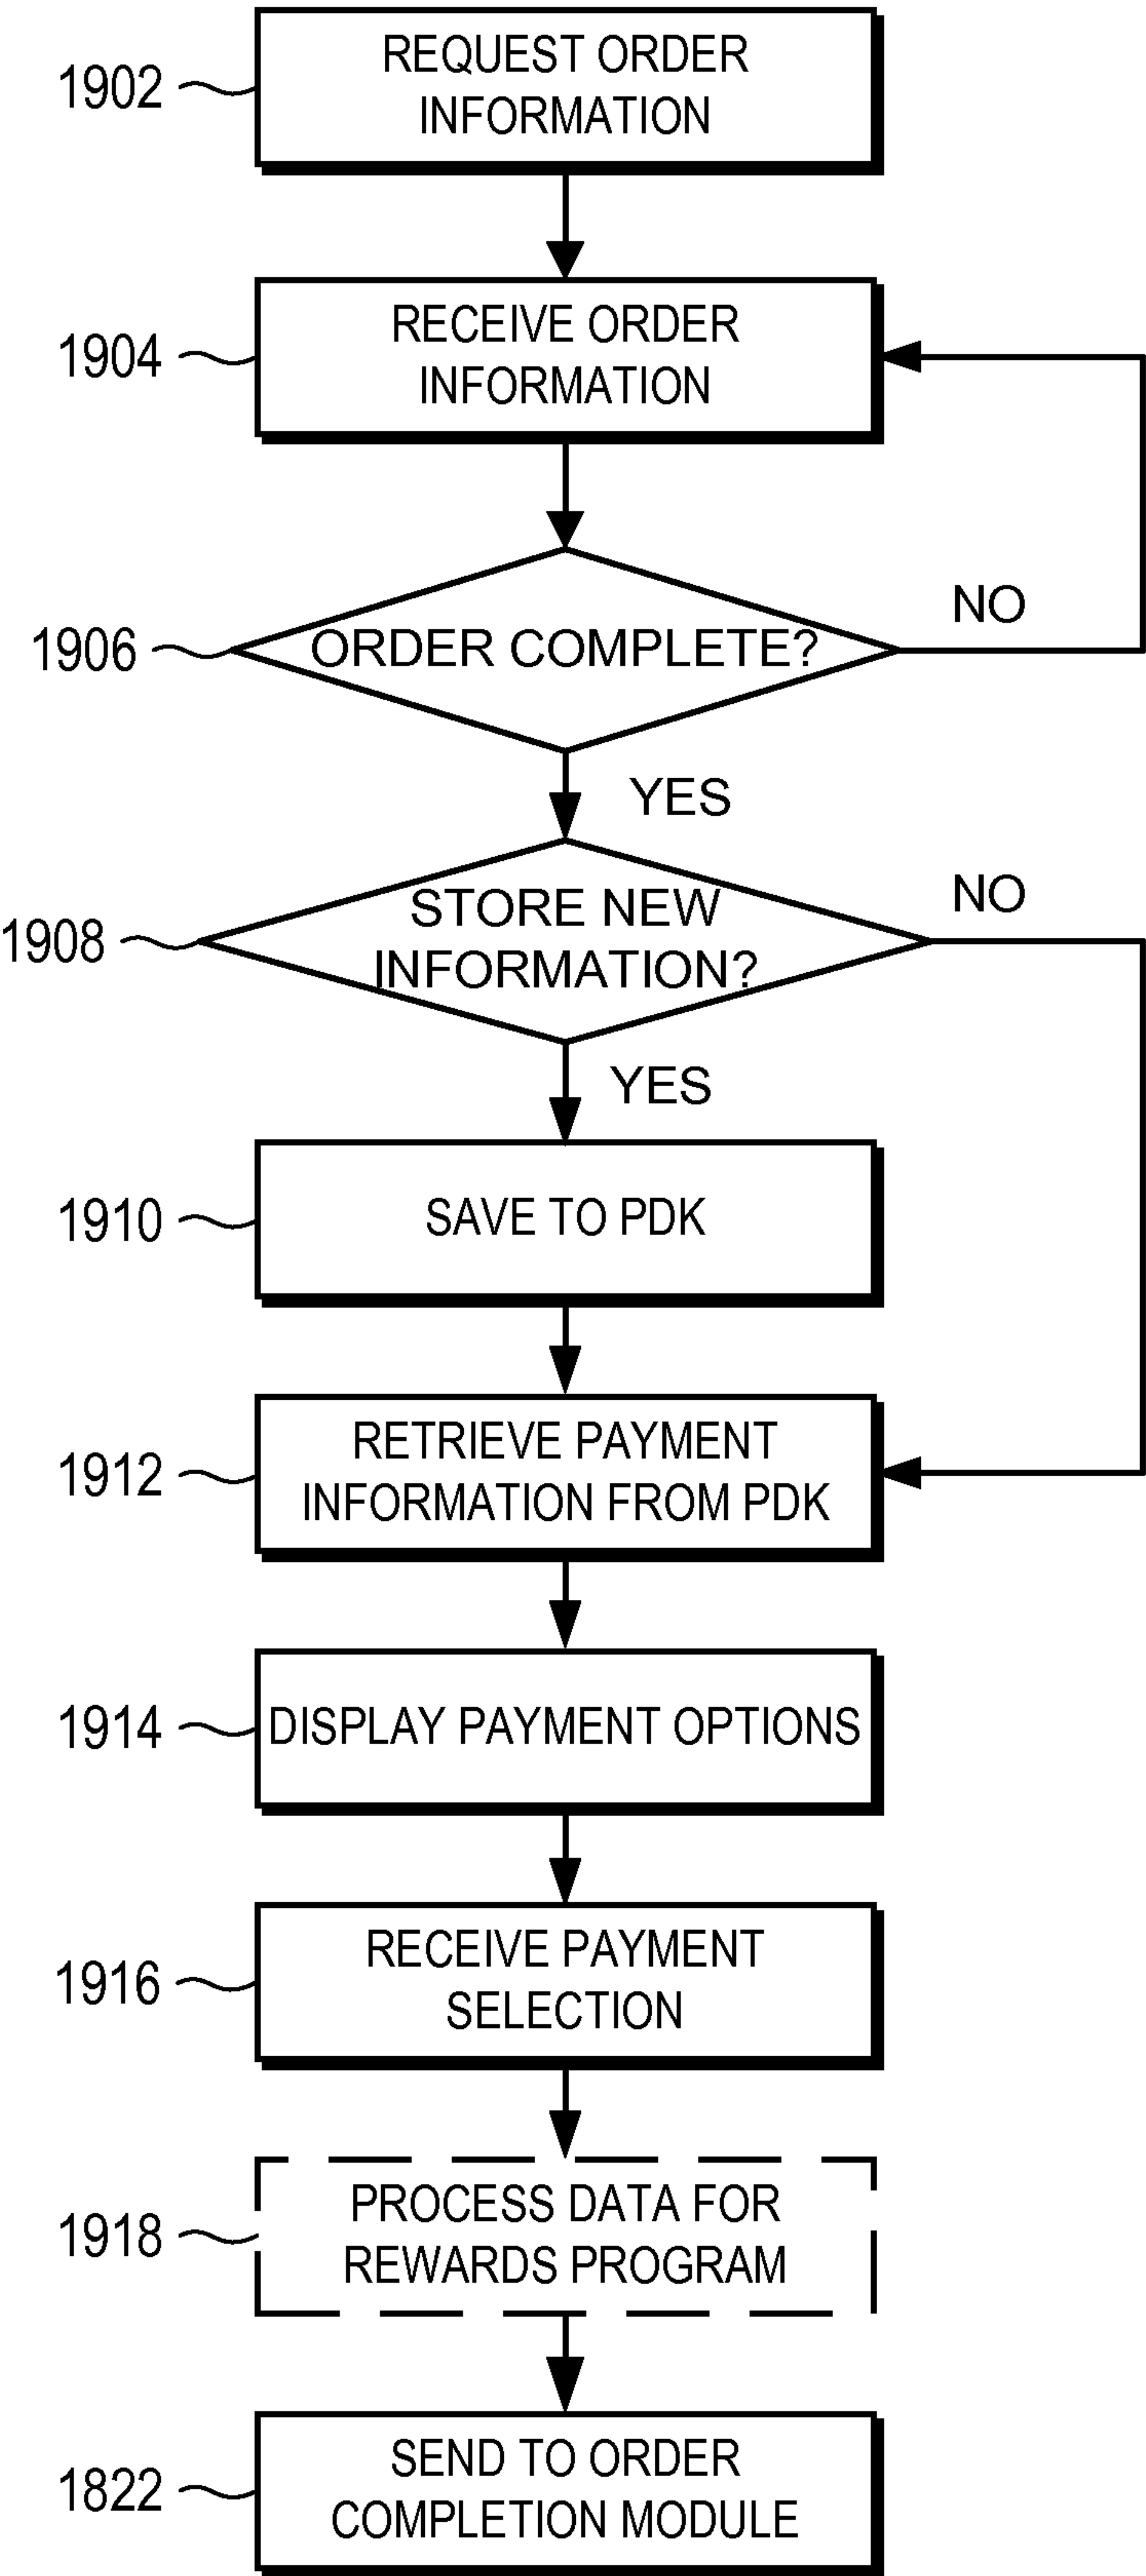 1902
REQUEST ORDER
INFORMATION
1904
RECEIVE ORDER
INFORMATION
1906
ORDER COMPLETE?
NO
YES
1908
STORE NEW
INFORMATION?
NO
YES
1910
SAVE TO PDK
1912
RETRIEVE PAYMENT
INFORMATION FROM PDK
1914
DISPLAY PAYMENT OPTIONS
1916
RECEIVE PAYMENT
SELECTION
1918
PROCESS DATA FOR
REWARDS PROGRAM
1822
SEND TO ORDER
COMPLETION MODULE